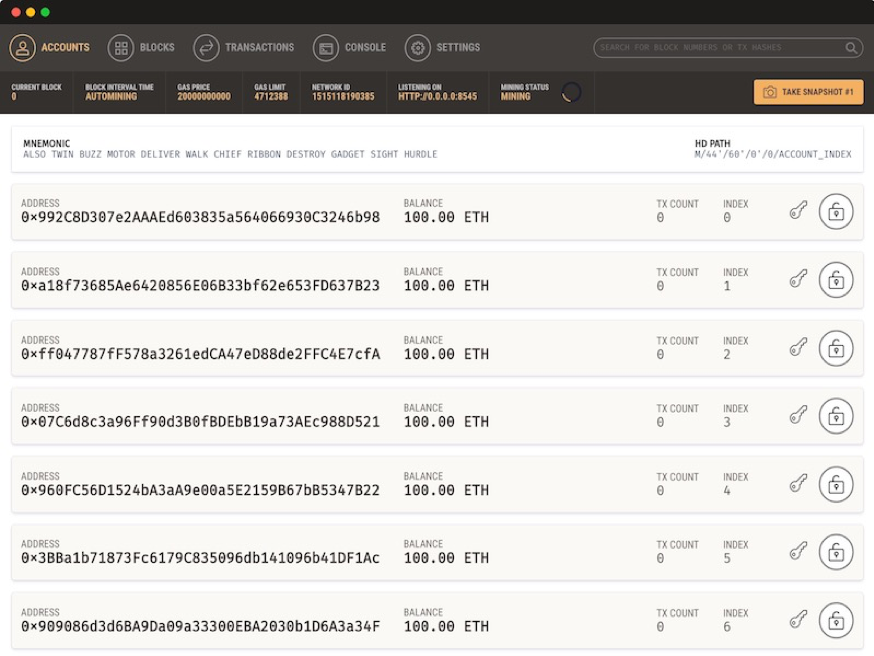 ACCOUNTS BLOCKS TRANSACTIONS CONSOLE SETTINGS SEARCH FOR BLOCK NUMBERS OR TX HASHES
CURRENT BLOCK BLOCK INTERVAL TIME GAS PRICE GAS LIMIT NETWORK ID LISTENING ON MINING STATUS
0 AUTOMINING 20000000000 4712388 1515118190385 HTTP://0.0.0.0:8545 MINING TAKE SNAPSHOT #1
MNEMONIC HD PATH
ALSO TWIN BUZZ MOTOR DELIVER WALK CHIEF RIBBON DESTROY GADGET SIGHT HURDLE M/44'/60'/0'/0/ACCOUNT_INDEX
ADDRESS BALANCE TX COUNT INDEX
0×992C8D307e2AAAEd603835a564066930C3246b98 100.00 ETH 0 0
ADDRESS BALANCE TX COUNT INDEX
0×a18f73685Ae6420856E06B33bf62e653FD637B23 100.00 ETH 0 1
ADDRESS BALANCE TX COUNT INDEX
0×ff047787fF578a3261edCA47eD88de2FFC4E7cfA 100.00 ETH 0 2
ADDRESS BALANCE TX COUNT INDEX
0×07C6d8c3a96Ff90d3B0fBDEbB19a73AEc988D521 100.00 ETH 0 3
ADDRESS BALANCE TX COUNT INDEX
0×960FC56D1524bA3aA9e00a5E2159B67bB5347B22 100.00 ETH 0 4
ADDRESS BALANCE TX COUNT INDEX
0×3BBa1b71873Fc6179C835096db141096b41DF1Ac 100.00 ETH 0 5
ADDRESS BALANCE TX COUNT INDEX
0×909086d3d6BA9Da09a33300EBA2030b1D6A3a34F 100.00 ETH 0 6